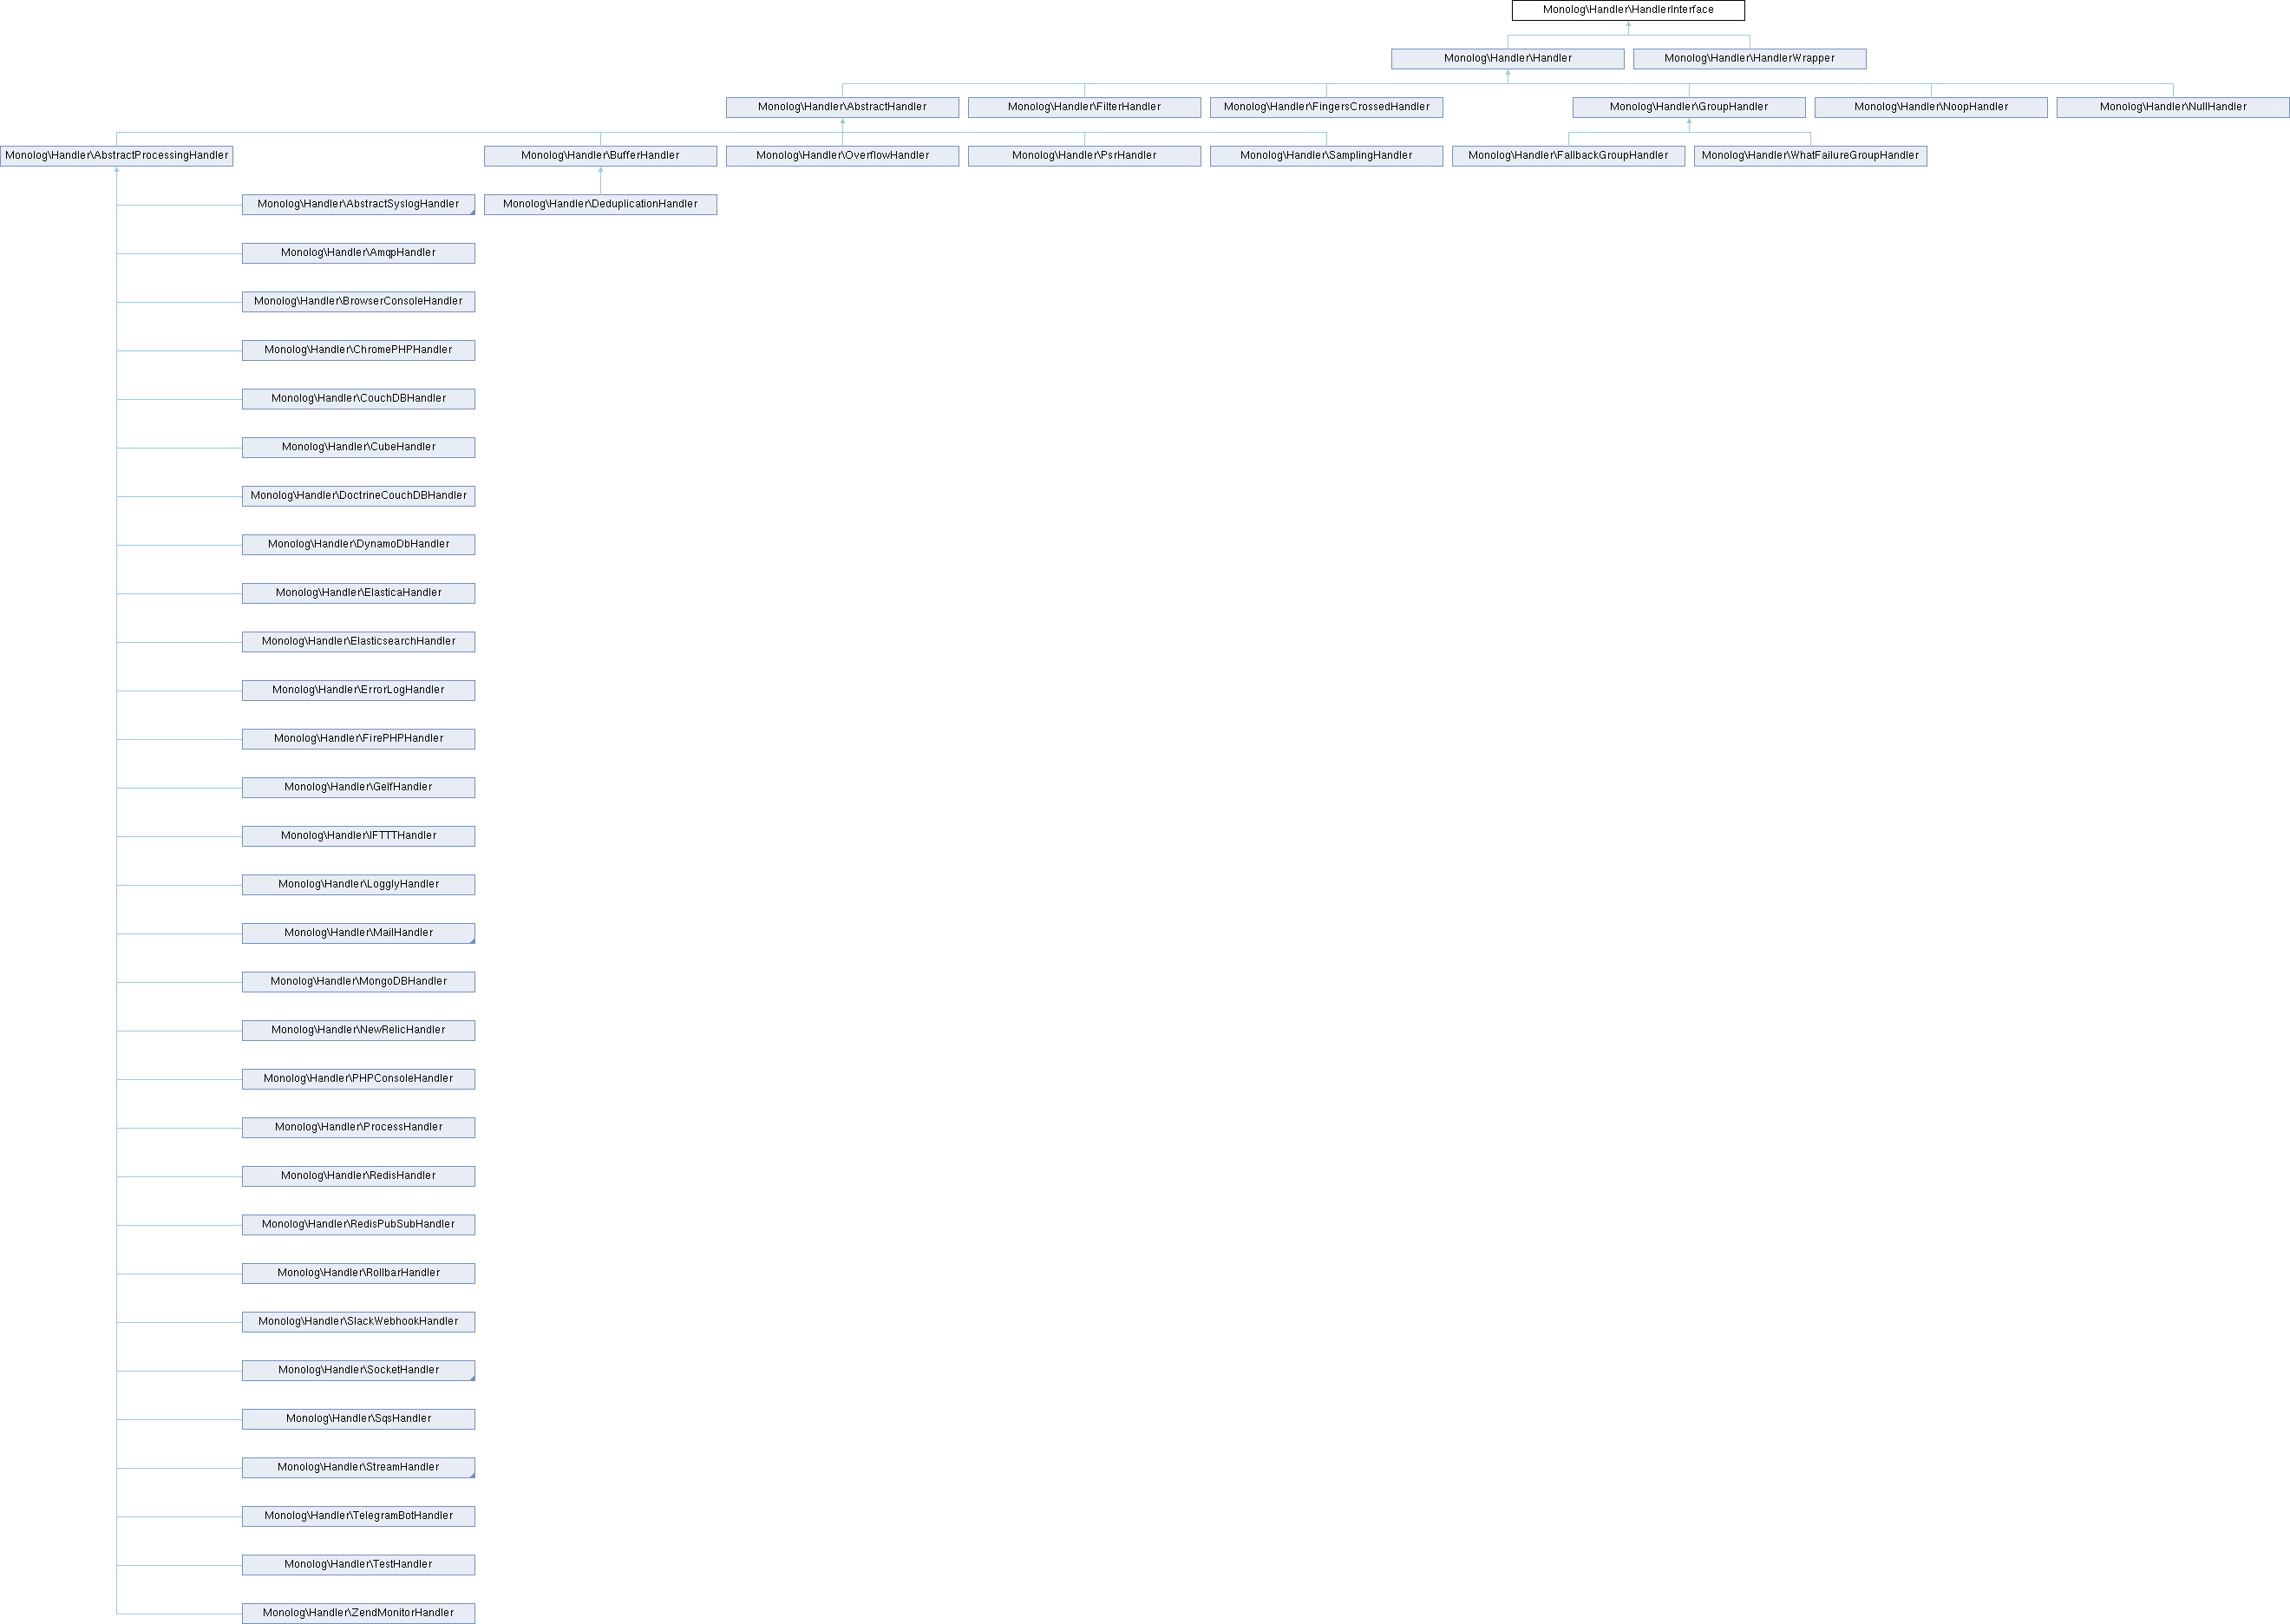 Monolog\Handler\HandlerInterface
Monolog\Handler\Handler
Monolog\Handler\HandlerWrapper
Monolog\Handler\AbstractHandler
Monolog\Handler\FilterHandler
Monolog\Handler\FingersCrossedHandler
Monolog\Handler\GroupHandler
Monolog\Handler\NoopHandler
Monolog\Handler\NullHandler
Monolog\Handler\AbstractProcessingHandler
Monolog\Handler\BufferHandler
Monolog\Handler\OverflowHandler
Monolog\Handler\PsrHandler
Monolog\Handler\SamplingHandler
Monolog\Handler\FallbackGroupHandler
Monolog\Handler\WhatFailureGroupHandler
Monolog\Handler\AbstractSyslogHandler
Monolog\Handler\DeduplicationHandler
Monolog\Handler\AmqpHandler
Monolog\Handler\BrowserConsoleHandler
Monolog\Handler\ChromePHPHandler
Monolog\Handler\CouchDBHandler
Monolog\Handler\CubeHandler
Monolog\Handler\DoctrineCouchDBHandler
Monolog\Handler\DynamoDbHandler
Monolog\Handler\ElasticaHandler
Monolog\Handler\ElasticsearchHandler
Monolog\Handler\ErrorLogHandler
Monolog\Handler\FirePHPHandler
Monolog\Handler\GelfHandler
Monolog\Handler\IFTTTHandler
Monolog\Handler\LogglyHandler
Monolog\Handler\MailHandler
Monolog\Handler\MongoDBHandler
Monolog\Handler\NewRelicHandler
Monolog\Handler\PHPConsoleHandler
Monolog\Handler\ProcessHandler
Monolog\Handler\RedisHandler
Monolog\Handler\RedisPubSubHandler
Monolog\Handler\RollbarHandler
Monolog\Handler\SlackWebhookHandler
Monolog\Handler\SocketHandler
Monolog\Handler\SqsHandler
Monolog\Handler\StreamHandler
Monolog\Handler\TelegramBotHandler
Monolog\Handler\TestHandler
Monolog\Handler\ZendMonitorHandler